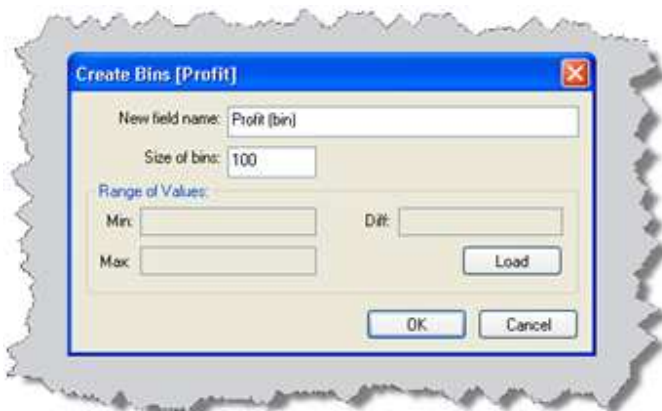 Create Bins [Profit]
New field name: Profit (bin)
Size of bins: 100
Range of Values:
Min: Diff:
Max: Load
OK Cancel